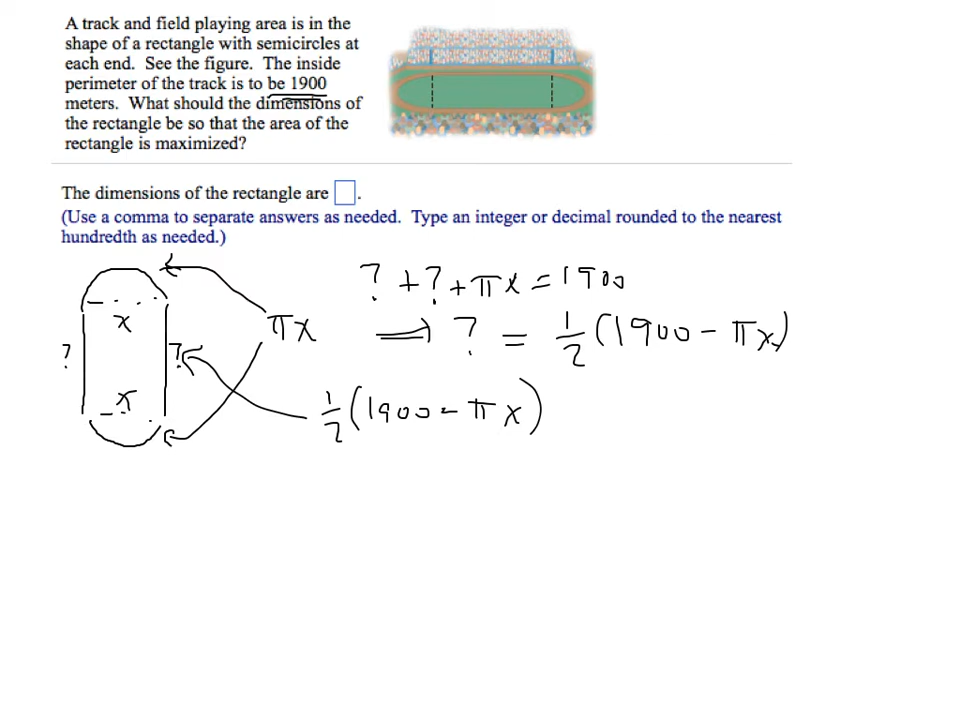 A track and field playing area is in the
shape of a rectangle with semicircles at
each end. See the figure. The inside
perimeter of the track is to be 1900
meters. What should the dimensions of
the rectangle be so that the area of the
rectangle is maximized?
The dimensions of the rectangle are □.
(Use a comma to separate answers as needed. Type an integer or decimal rounded to the nearest
hundredth as needed.)
? + ? + πx = 1900
x
πx
⟹ ? = 1/2 (1900 - πx)
?
?
x
1/2 (1900 - πx)